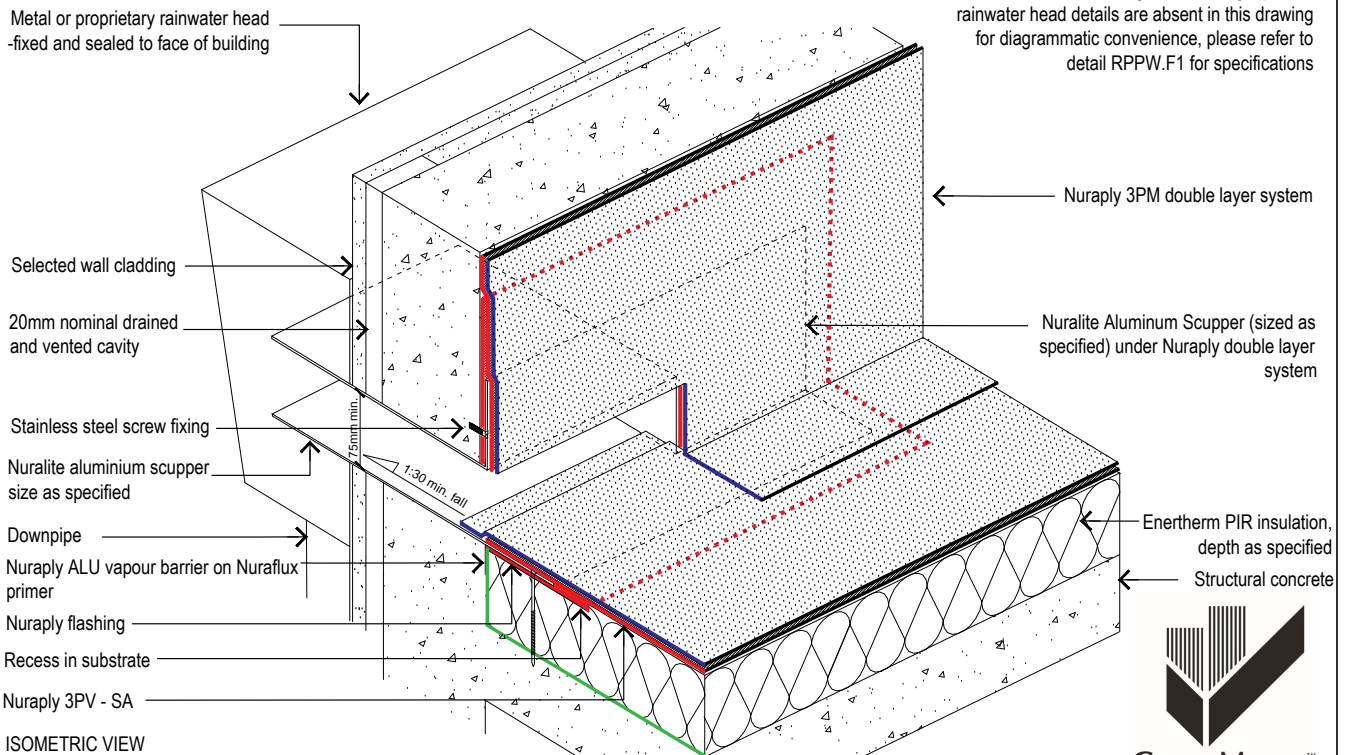 Metal or proprietary rainwater head
-fixed and sealed to face of building
rainwater head details are absent in this drawing
for diagrammatic convenience, please refer to
detail RPPW.F1 for specifications
Nuraply 3PM double layer system
Selected wall cladding
20mm nominal drained
and vented cavity
Nuralite Aluminum Scupper (sized as
specified) under Nuraply double layer
system
Stainless steel screw fixing
75mm min.
1:30 min. fall
Nuralite aluminium scupper
size as specified
Downpipe
Enertherm PIR insulation,
depth as specified
Nuraply ALU vapour barrier on Nuraflux
primer
Structural concrete
Nuraply flashing
Recess in substrate
Nuraply 3PV - SA
ISOMETRIC VIEW